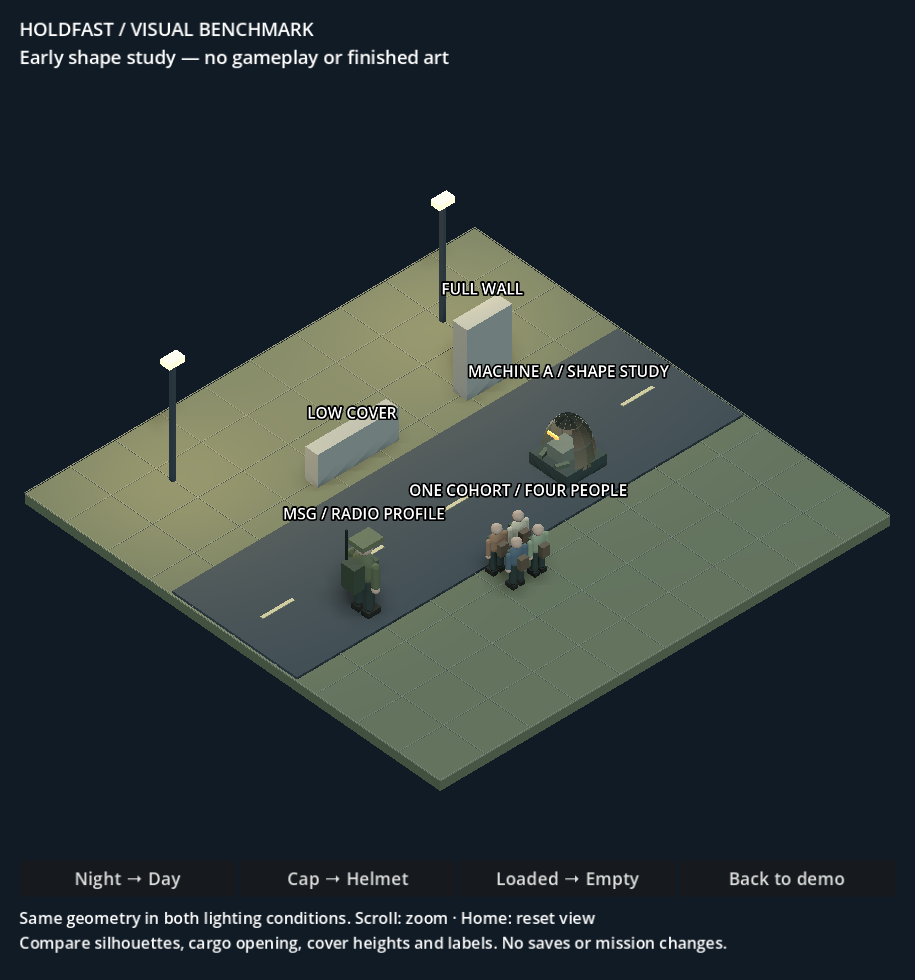 HOLDFAST / VISUAL BENCHMARK
Early shape study — no gameplay or finished art
FULL WALL
MACHINE A / SHAPE STUDY
LOW COVER
ONE COHORT / FOUR PEOPLE
MSG / RADIO PROFILE
Night → Day
Cap → Helmet
Loaded → Empty
Back to demo
Same geometry in both lighting conditions. Scroll: zoom · Home: reset view
Compare silhouettes, cargo opening, cover heights and labels. No saves or mission changes.